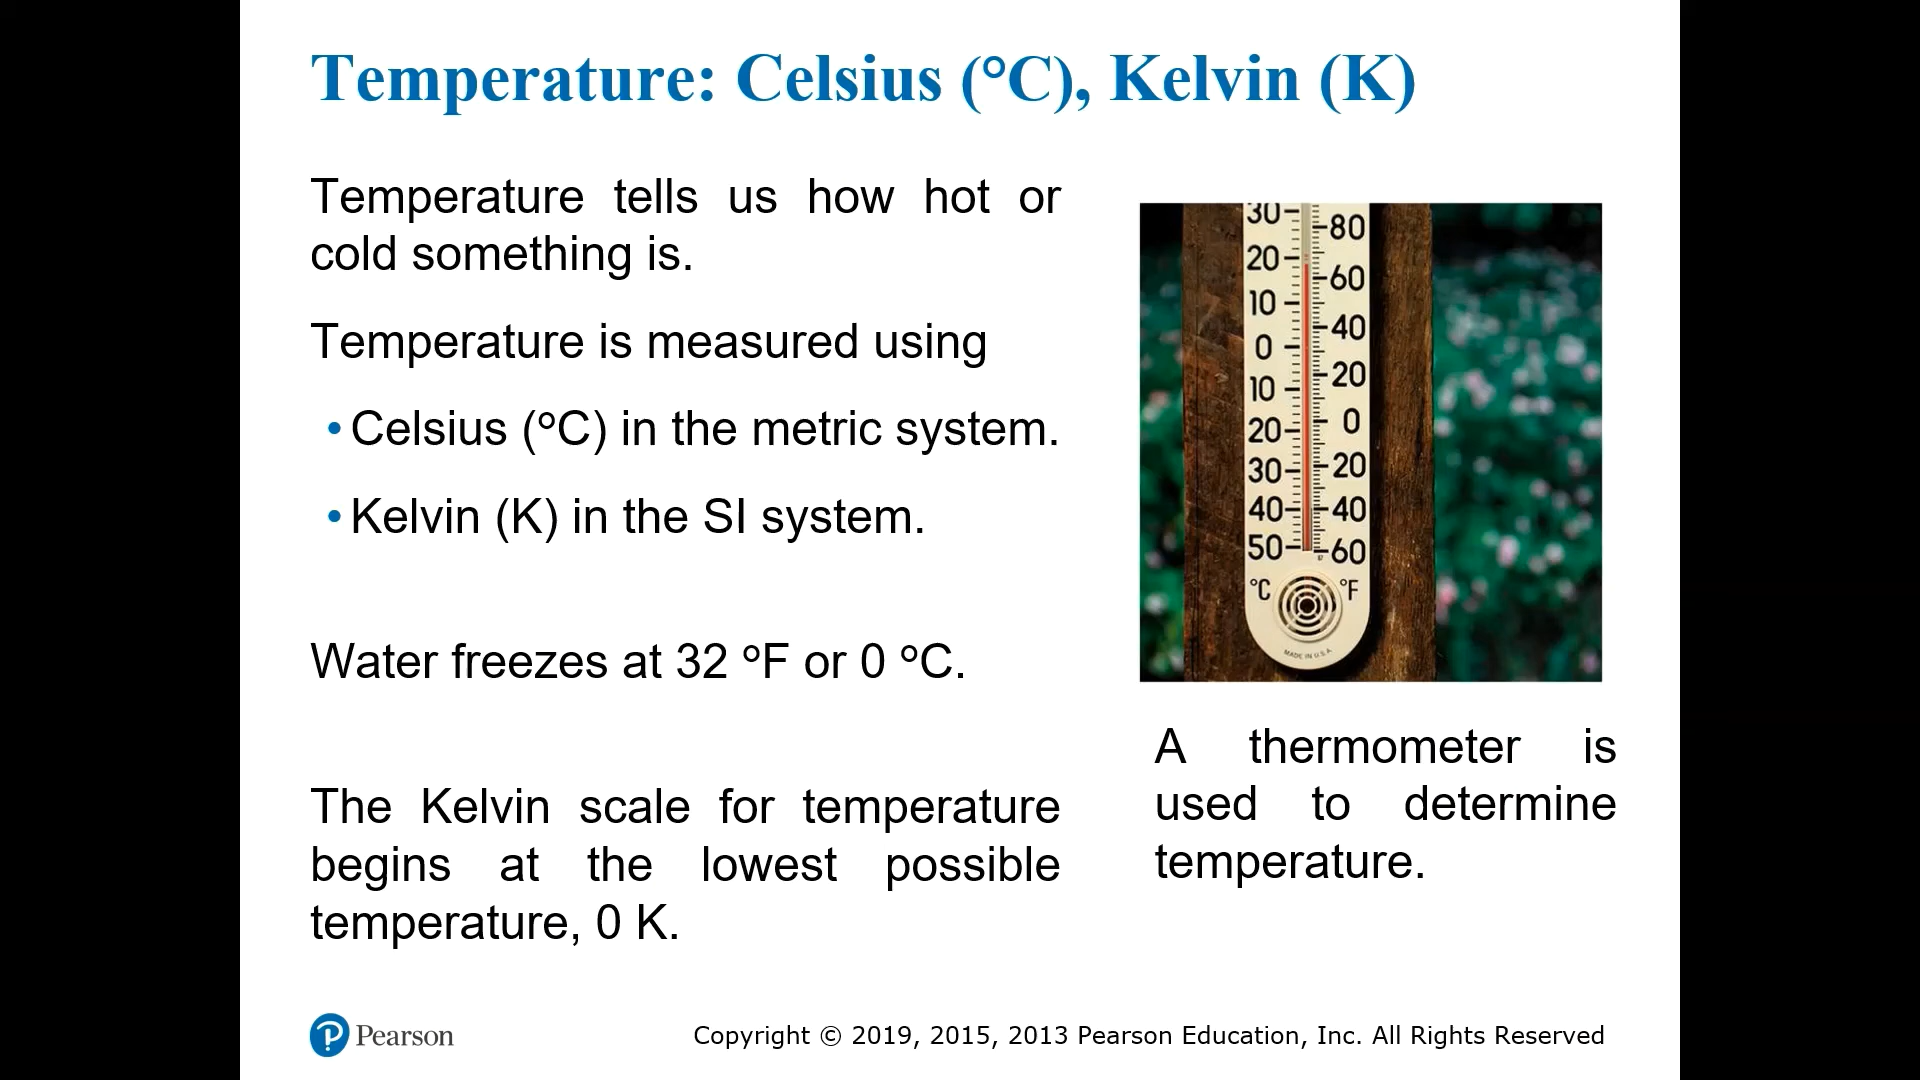 Temperature: Celsius (°C), Kelvin (K)
Temperature tells us how hot or
cold something is.
Temperature is measured using
• Celsius (°C) in the metric system.
• Kelvin (K) in the SI system.
Water freezes at 32 °F or 0 °C.
The Kelvin scale for temperature
begins at the lowest possible
temperature, 0 K.
30 80
20 60
10 40
0 20
10 0
20 20
30 40
40 60
50
°C °F
MADE IN U.S.A.
A thermometer is
used to determine
temperature.
Pearson
Copyright © 2019, 2015, 2013 Pearson Education, Inc. All Rights Reserved